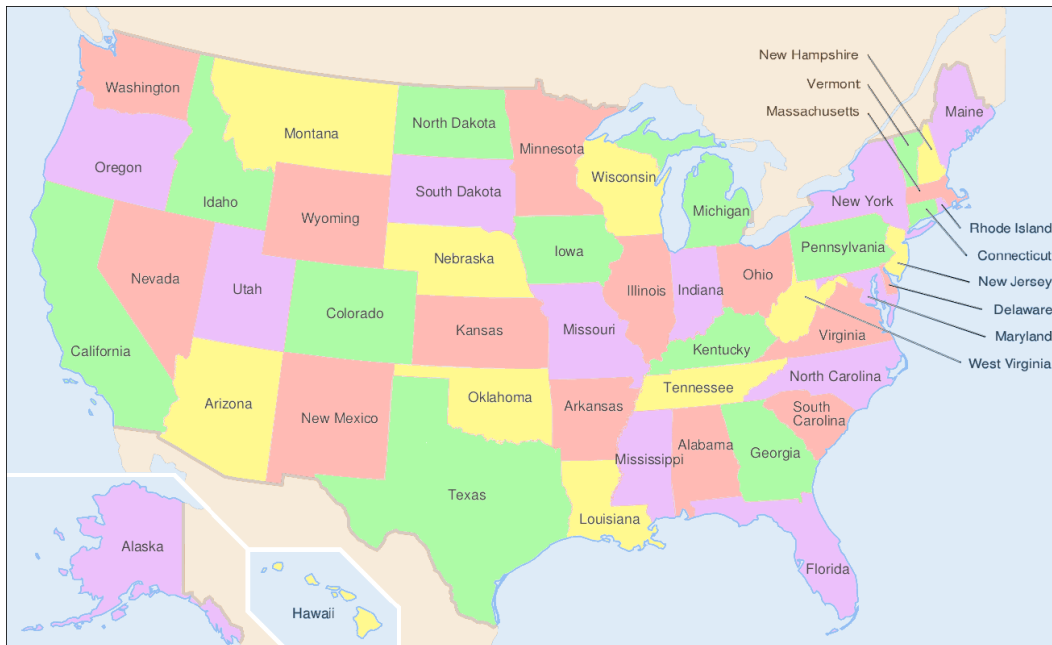 New Hampshire
Vermont
Massachusetts
Washington
Montana
North Dakota
Minnesota
Maine
Oregon
Idaho
Wyoming
South Dakota
Wisconsin
Michigan
New York
Rhode Island
Connecticut
New Jersey
Delaware
Maryland
West Virginia
Nevada
Utah
Colorado
Nebraska
Iowa
Illinois
Indiana
Ohio
Pennsylvania
California
Kansas
Missouri
Kentucky
Virginia
Arizona
New Mexico
Oklahoma
Arkansas
Tennessee
North Carolina
South
Carolina
Texas
Louisiana
Mississippi
Alabama
Georgia
Florida
Alaska
Hawaii